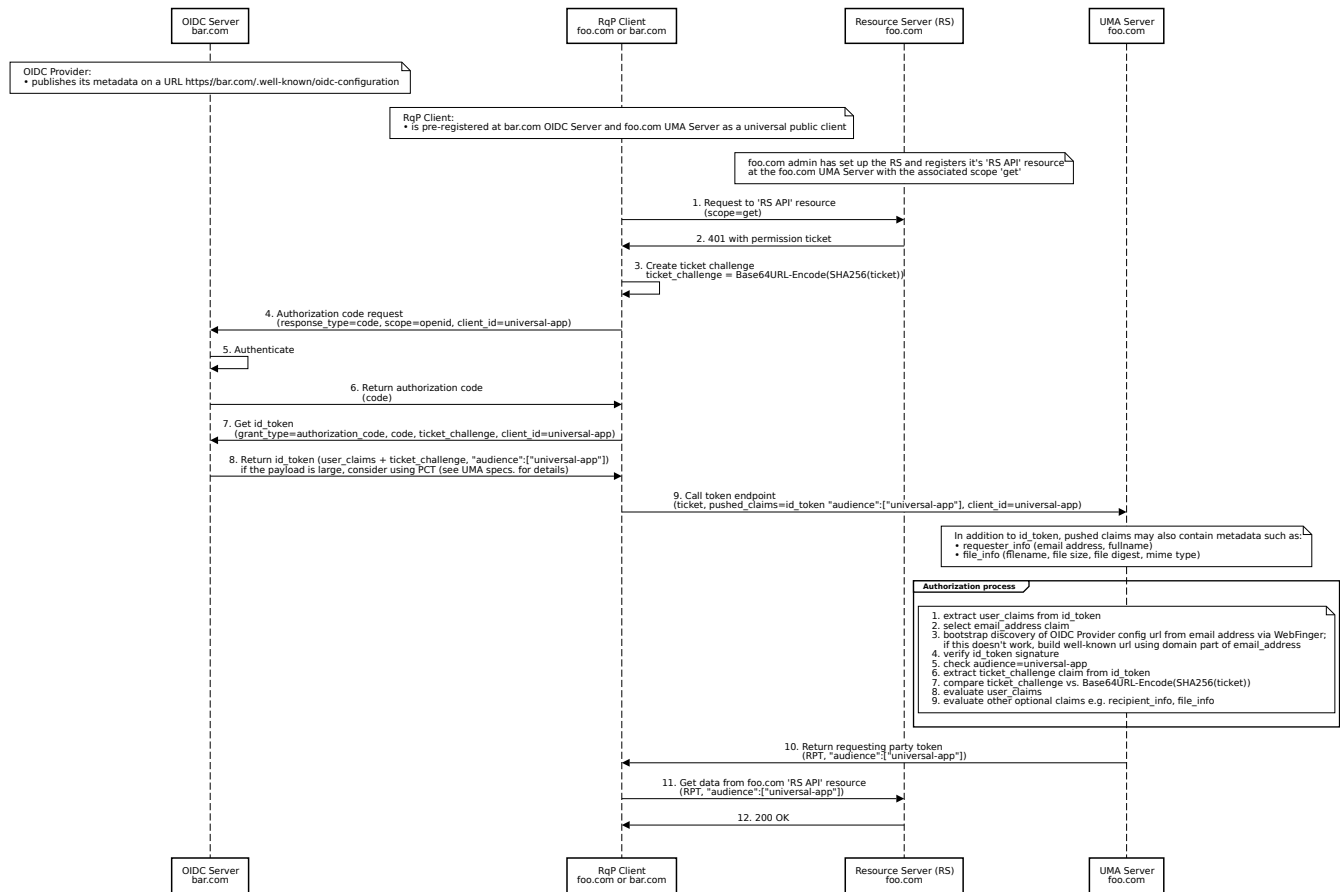 OIDC Server
bar.com
RqP Client
foo.com or bar.com
Resource Server (RS)
foo.com
UMA Server
foo.com
OIDC Provider:
• publishes its metadata on a URL https://bar.com/.well-known/oidc-configuration
RqP Client:
• is pre-registered at bar.com OIDC Server and foo.com UMA Server as a universal public client
foo.com admin has set up the RS and registers it's 'RS API' resource
at the foo.com UMA Server with the associated scope 'get'
1. Request to 'RS API' resource
(scope=get)
2. 401 with permission ticket
3. Create ticket challenge
ticket_challenge = Base64URL-Encode(SHA256(ticket))
4. Authorization code request
(response_type=code, scope=openid, client_id=universal-app)
5. Authenticate
6. Return authorization code
(code)
7. Get id_token
(grant_type=authorization_code, code, ticket_challenge, client_id=universal-app)
8. Return id_token (user_claims + ticket_challenge, "audience":["universal-app"])
if the payload is large, consider using PCT (see UMA specs. for details)
9. Call token endpoint
(ticket, pushed_claims=id_token "audience":["universal-app"], client_id=universal-app)
In addition to id_token, pushed claims may also contain metadata such as:
• requester_info (email address, fullname)
• file_info (filename, file size, file digest, mime type)
Authorization process
1. extract user_claims from id_token
2. select email_address claim
3. bootstrap discovery of OIDC Provider config url from email address via WebFinger;
if this doesn't work, build well-known url using domain part of email_address
4. verify id_token signature
5. check audience=universal-app
6. extract ticket_challenge claim from id_token
7. compare ticket_challenge vs. Base64URL-Encode(SHA256(ticket))
8. evaluate user_claims
9. evaluate other optional claims e.g. recipient_info, file_info
10. Return requesting party token
(RPT, "audience":["universal-app"])
11. Get data from foo.com 'RS API' resource
(RPT, "audience":["universal-app"])
12. 200 OK
OIDC Server
bar.com
RqP Client
foo.com or bar.com
Resource Server (RS)
foo.com
UMA Server
foo.com